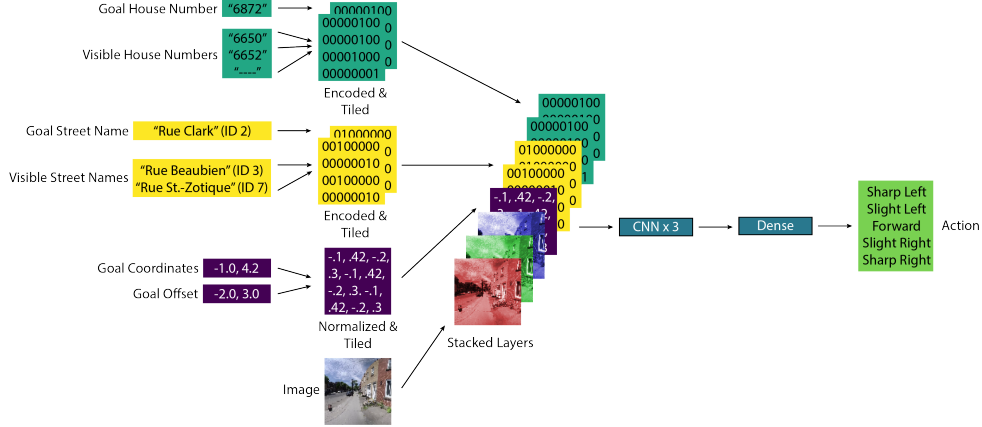 Goal House Number
"6872"
Visible House Numbers
"6650"
"6652"
"----"
00000100
0
00000100
00000100
0
00001000
0
00000001
Encoded &
Tiled
Goal Street Name
"Rue Clark" (ID 2)
Visible Street Names
"Rue Beaubien" (ID 3)
"Rue St.-Zotique" (ID 7)
01000000
00100000
0
00000010
00100000
0
00000010
Encoded &
Tiled
Goal Coordinates
-1.0, 4.2
Goal Offset
-2.0, 3.0
-.1, .42, -.2,
.3, -.1, .42,
-.2, .3. -.1,
.42, -.2, .3
Normalized &
Tiled
Image
00000100
00000100
0
01000000
0
00100000
0
-.1, .42, -.2,
Stacked Layers
CNN x 3
Dense
Sharp Left
Slight Left
Forward
Slight Right
Sharp Right
Action